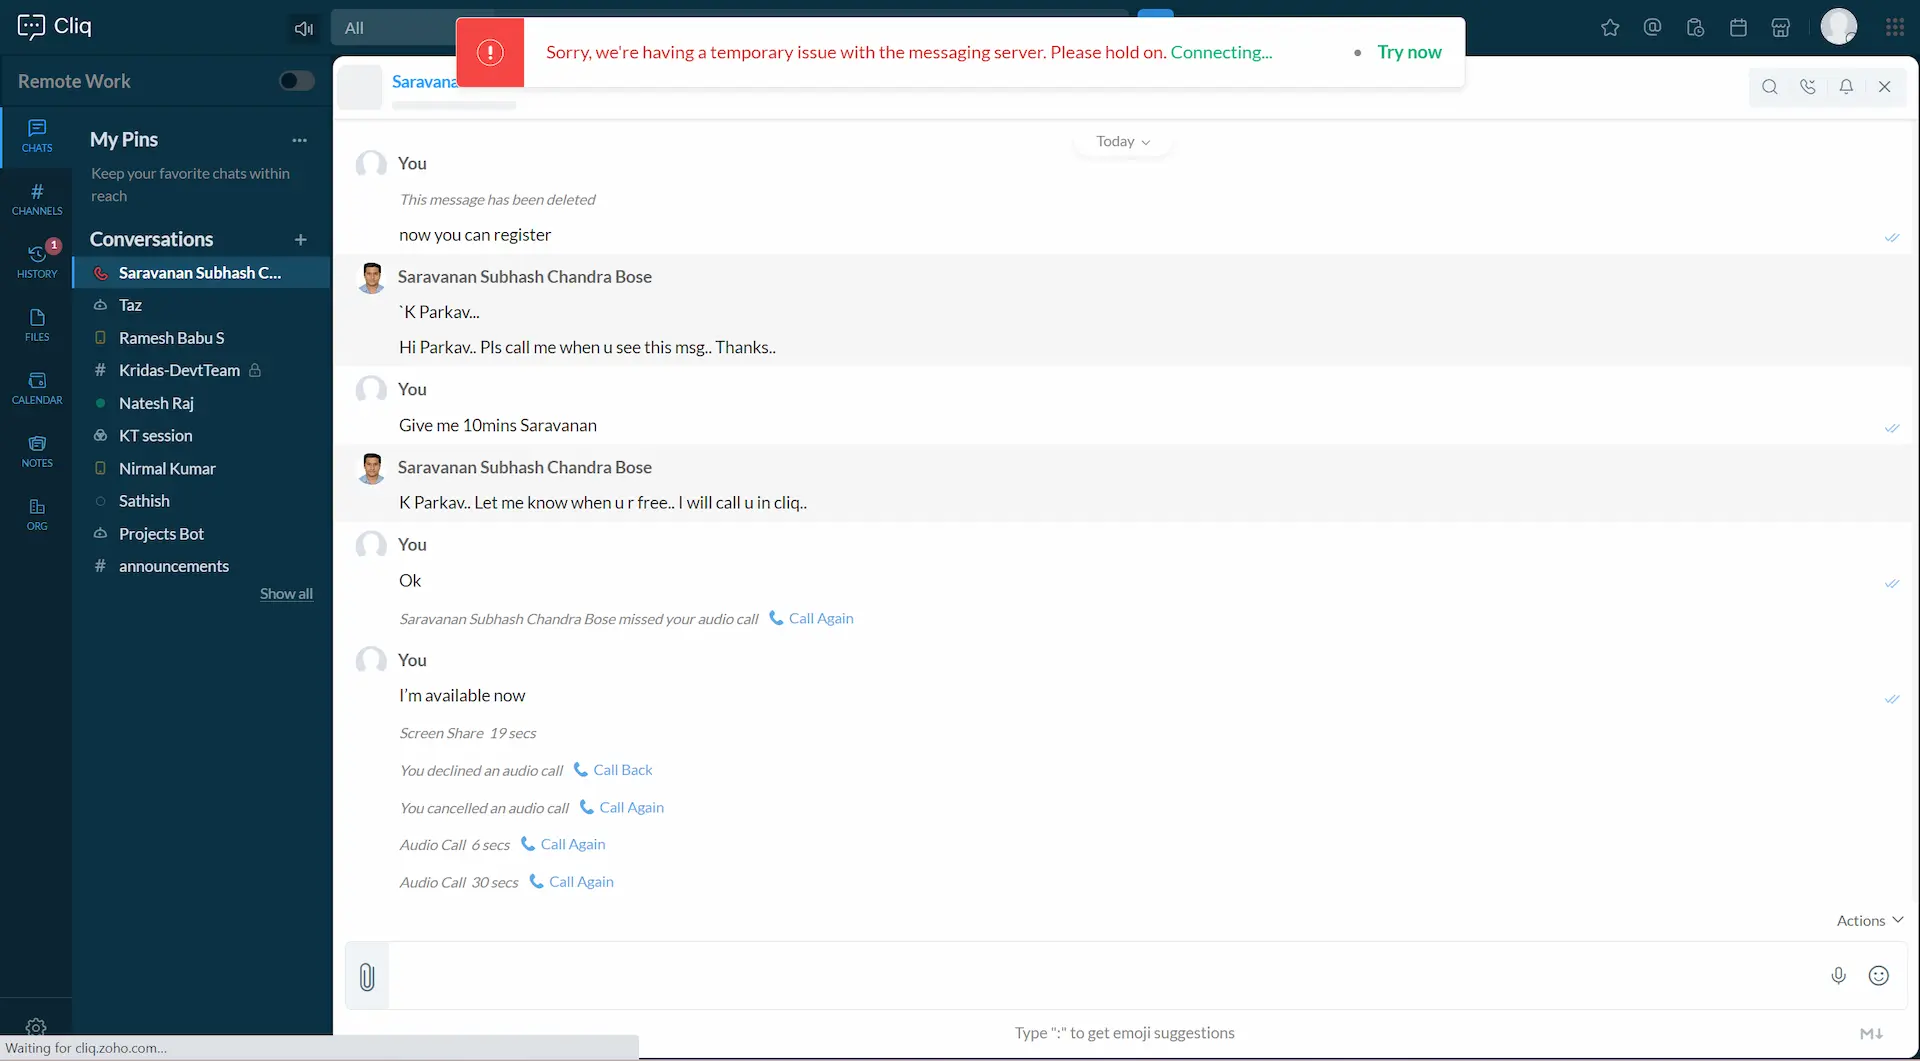 Cliq
All
Sorry, we're having a temporary issue with the messaging server. Please hold on. Connecting...
Try now
Remote Work
CHATS
CHANNELS
1
HISTORY
FILES
CALENDAR
NOTES
ORG
My Pins
Keep your favorite chats within
reach
Conversations
Saravanan Subhash C...
Taz
Ramesh Babu S
Kridas-DevtTeam
Natesh Raj
KT session
Nirmal Kumar
Sathish
Projects Bot
announcements
Show all
Saravana
Today
You
This message has been deleted
now you can register
Saravanan Subhash Chandra Bose
`K Parkav...
Hi Parkav.. Pls call me when u see this msg.. Thanks..
You
Give me 10mins Saravanan
Saravanan Subhash Chandra Bose
K Parkav.. Let me know when u r free.. I will call u in cliq..
You
Ok
Saravanan Subhash Chandra Bose missed your audio call Call Again
You
I'm available now
Screen Share 19 secs
You declined an audio call Call Back
You cancelled an audio call Call Again
Audio Call 6 secs Call Again
Audio Call 30 secs Call Again
Actions
Type ":" to get emoji suggestions
M↓
Waiting for cliq.zoho.com...